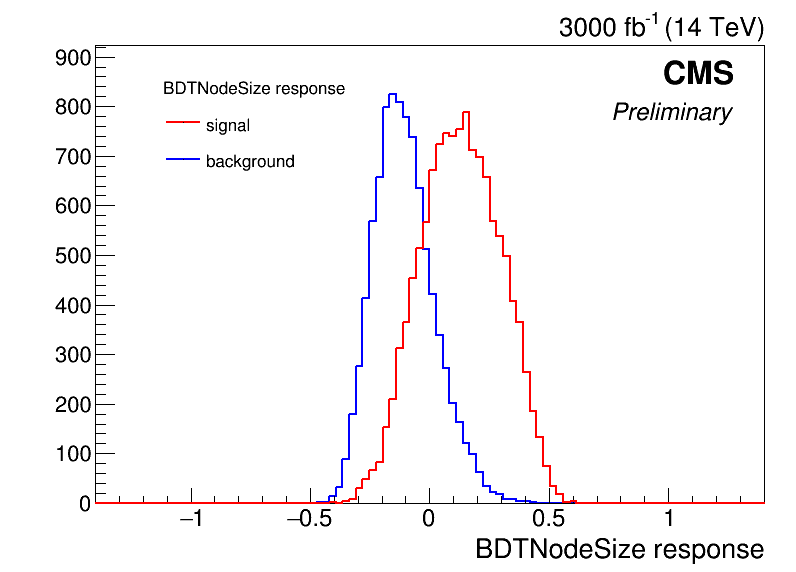 3000 fb-1 (14 TeV)
CMS
Preliminary
BDTNodeSize response
signal
background
900
800
700
600
500
400
300
200
100
0
−1 −0.5 0 0.5 1
BDTNodeSize response